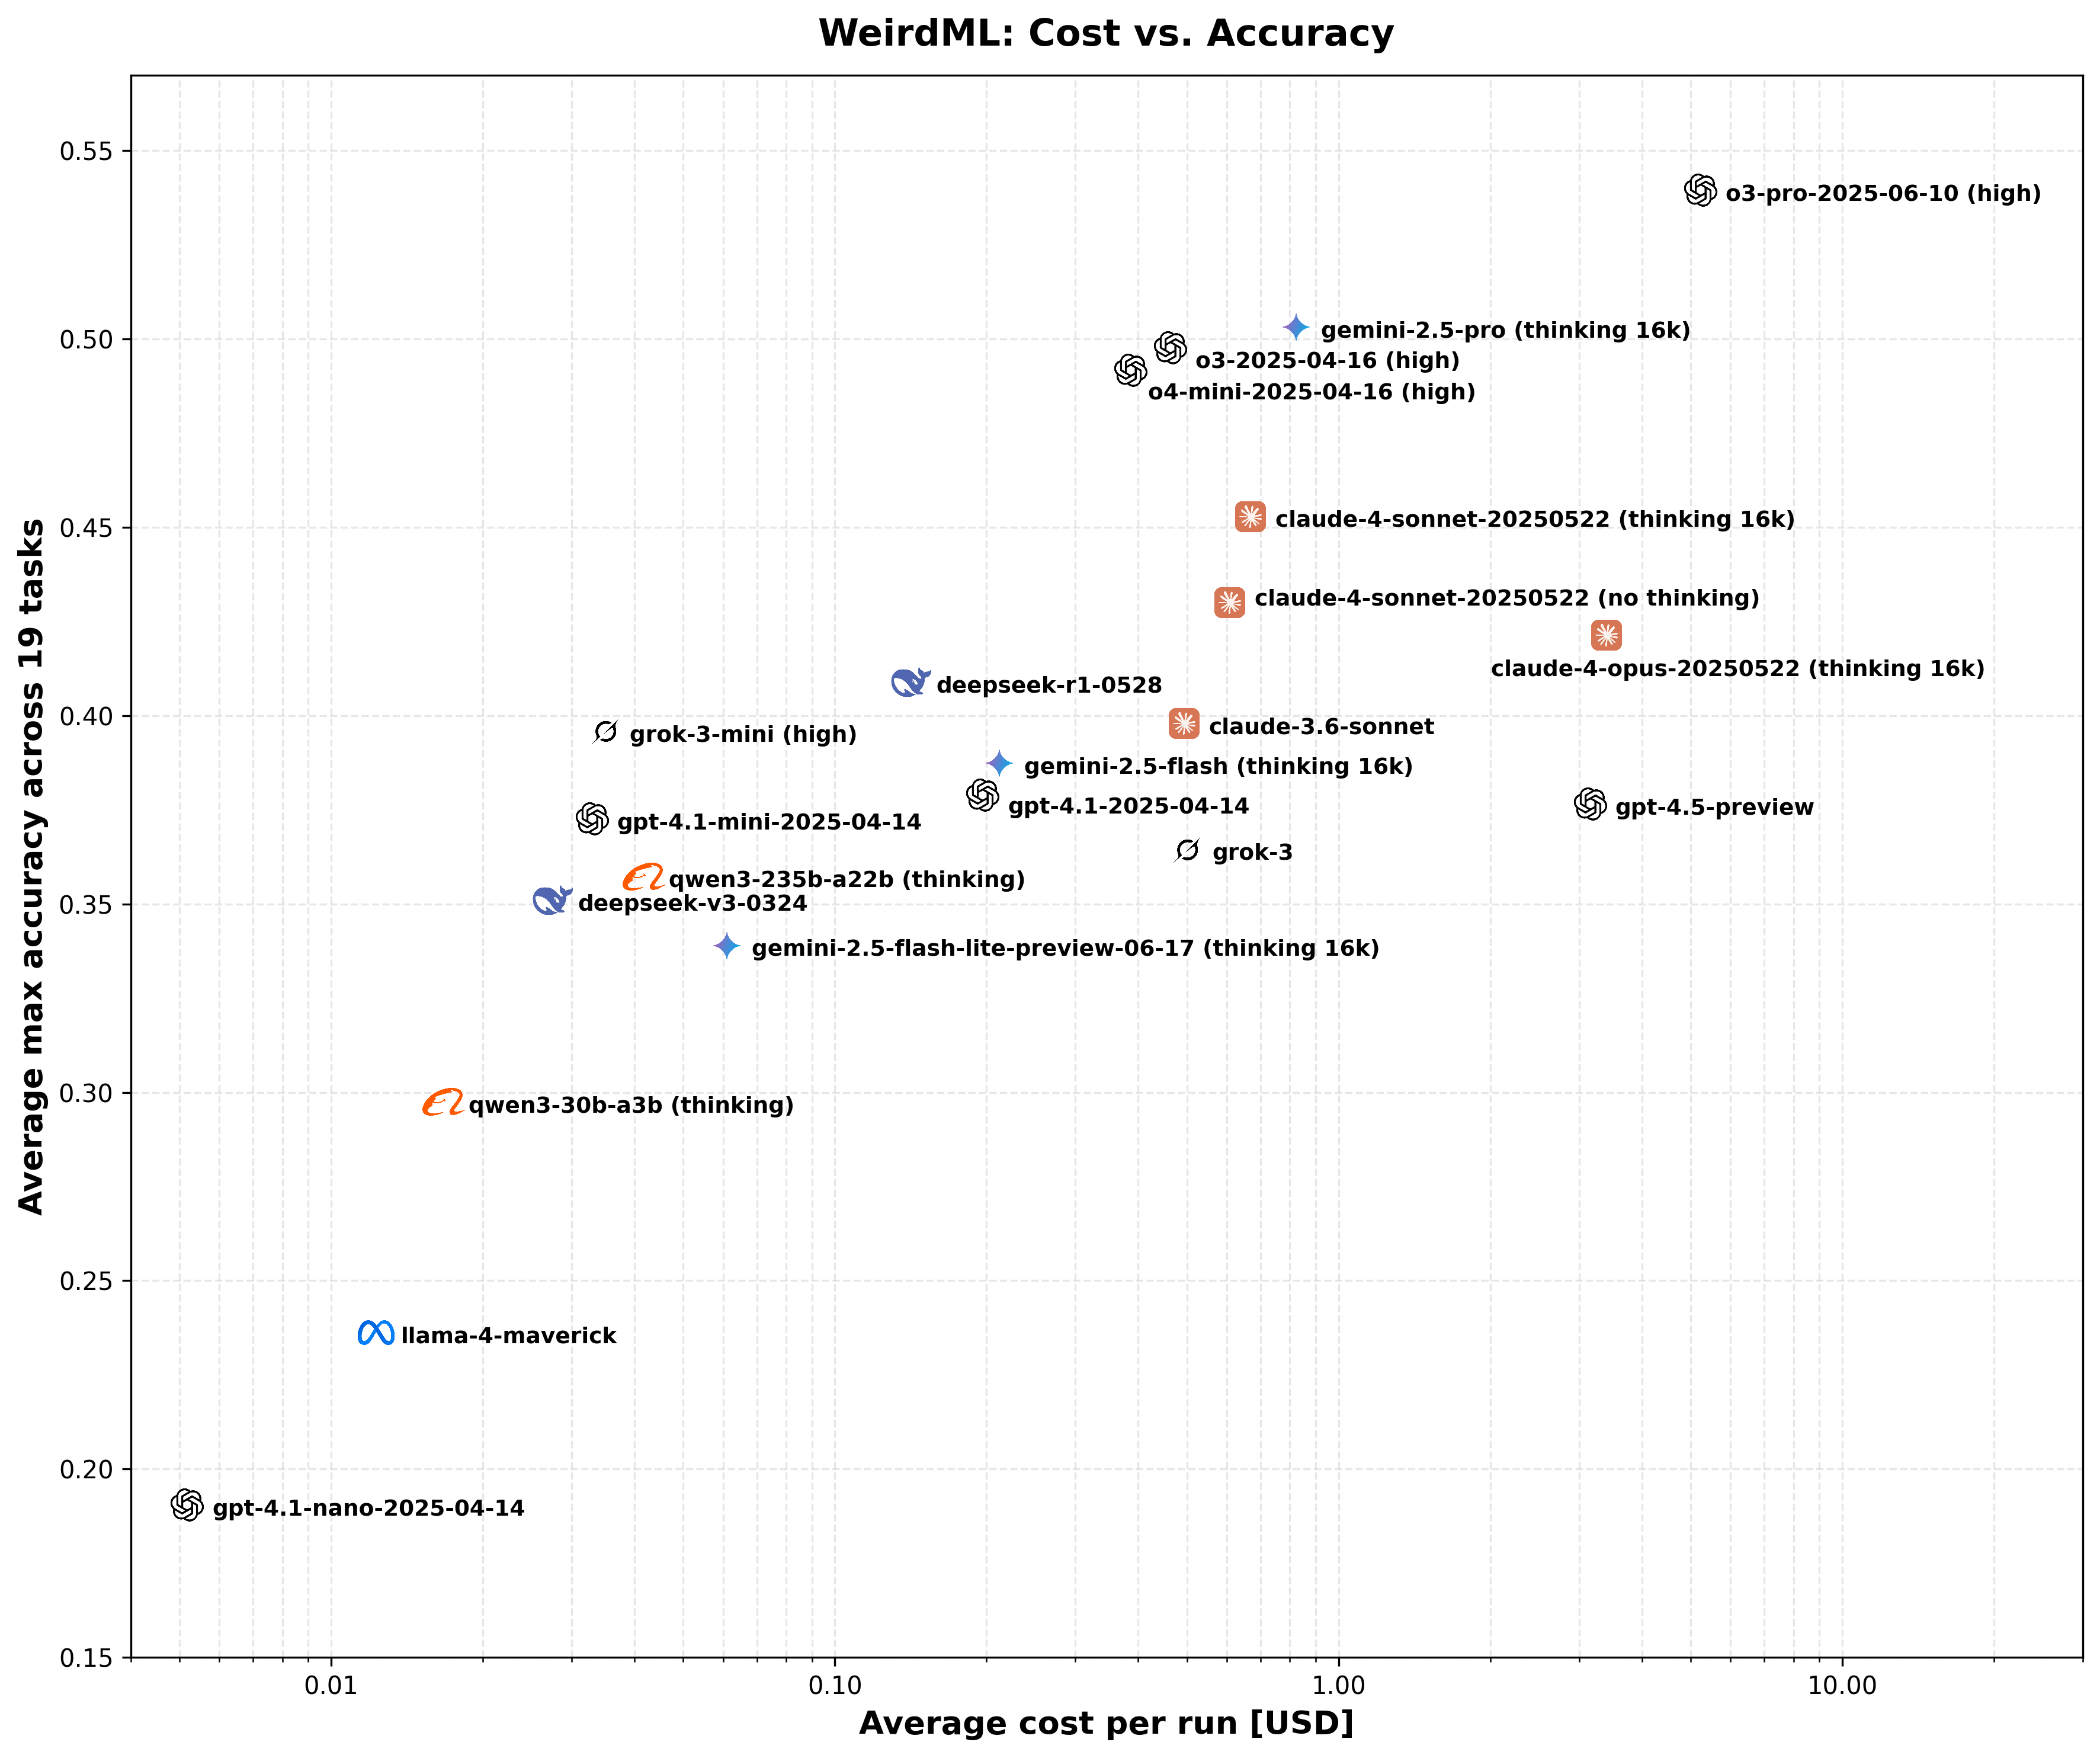 WeirdML: Cost vs. Accuracy
Average max accuracy across 19 tasks
0.55
0.50
0.45
0.40
0.35
0.30
0.25
0.20
0.15
o3-pro-2025-06-10 (high)
gemini-2.5-pro (thinking 16k)
o3-2025-04-16 (high)
o4-mini-2025-04-16 (high)
claude-4-sonnet-20250522 (thinking 16k)
claude-4-sonnet-20250522 (no thinking)
claude-4-opus-20250522 (thinking 16k)
deepseek-r1-0528
claude-3.6-sonnet
grok-3-mini (high)
gemini-2.5-flash (thinking 16k)
gpt-4.1-2025-04-14
gpt-4.5-preview
gpt-4.1-mini-2025-04-14
grok-3
qwen3-235b-a22b (thinking)
deepseek-v3-0324
gemini-2.5-flash-lite-preview-06-17 (thinking 16k)
qwen3-30b-a3b (thinking)
llama-4-maverick
gpt-4.1-nano-2025-04-14
0.01
0.10
1.00
10.00
Average cost per run [USD]